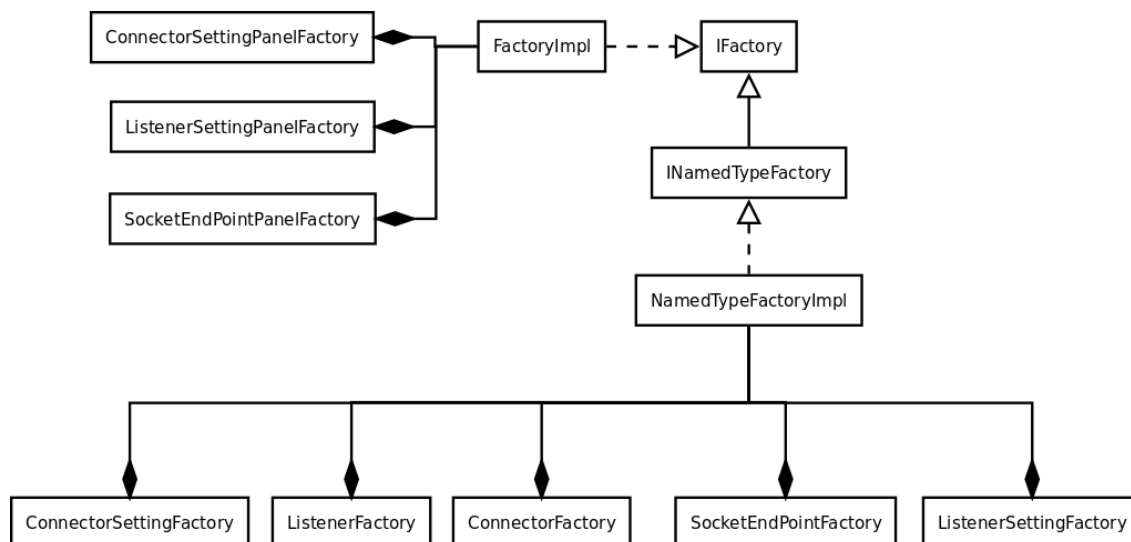 ConnectorSettingPanelFactory
FactoryImpl
IFactory
ListenerSettingPanelFactory
INamedTypeFactory
SocketEndPointPanelFactory
NamedTypeFactoryImpl
ConnectorSettingFactory
ListenerFactory
ConnectorFactory
SocketEndPointFactory
ListenerSettingFactory